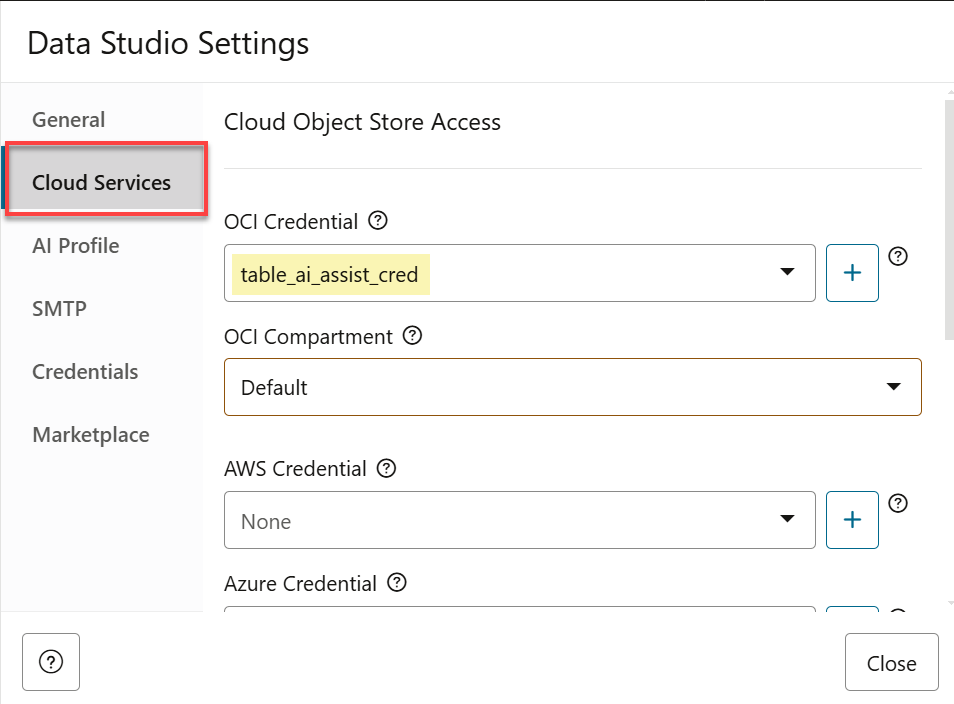 Data Studio Settings
General
Cloud Services
AI Profile
SMTP
Credentials
Marketplace
Cloud Object Store Access
OCI Credential ?
table_ai_assist_cred
+ ?
OCI Compartment ?
Default
AWS Credential ?
None
+ ?
Azure Credential ?
?
Close